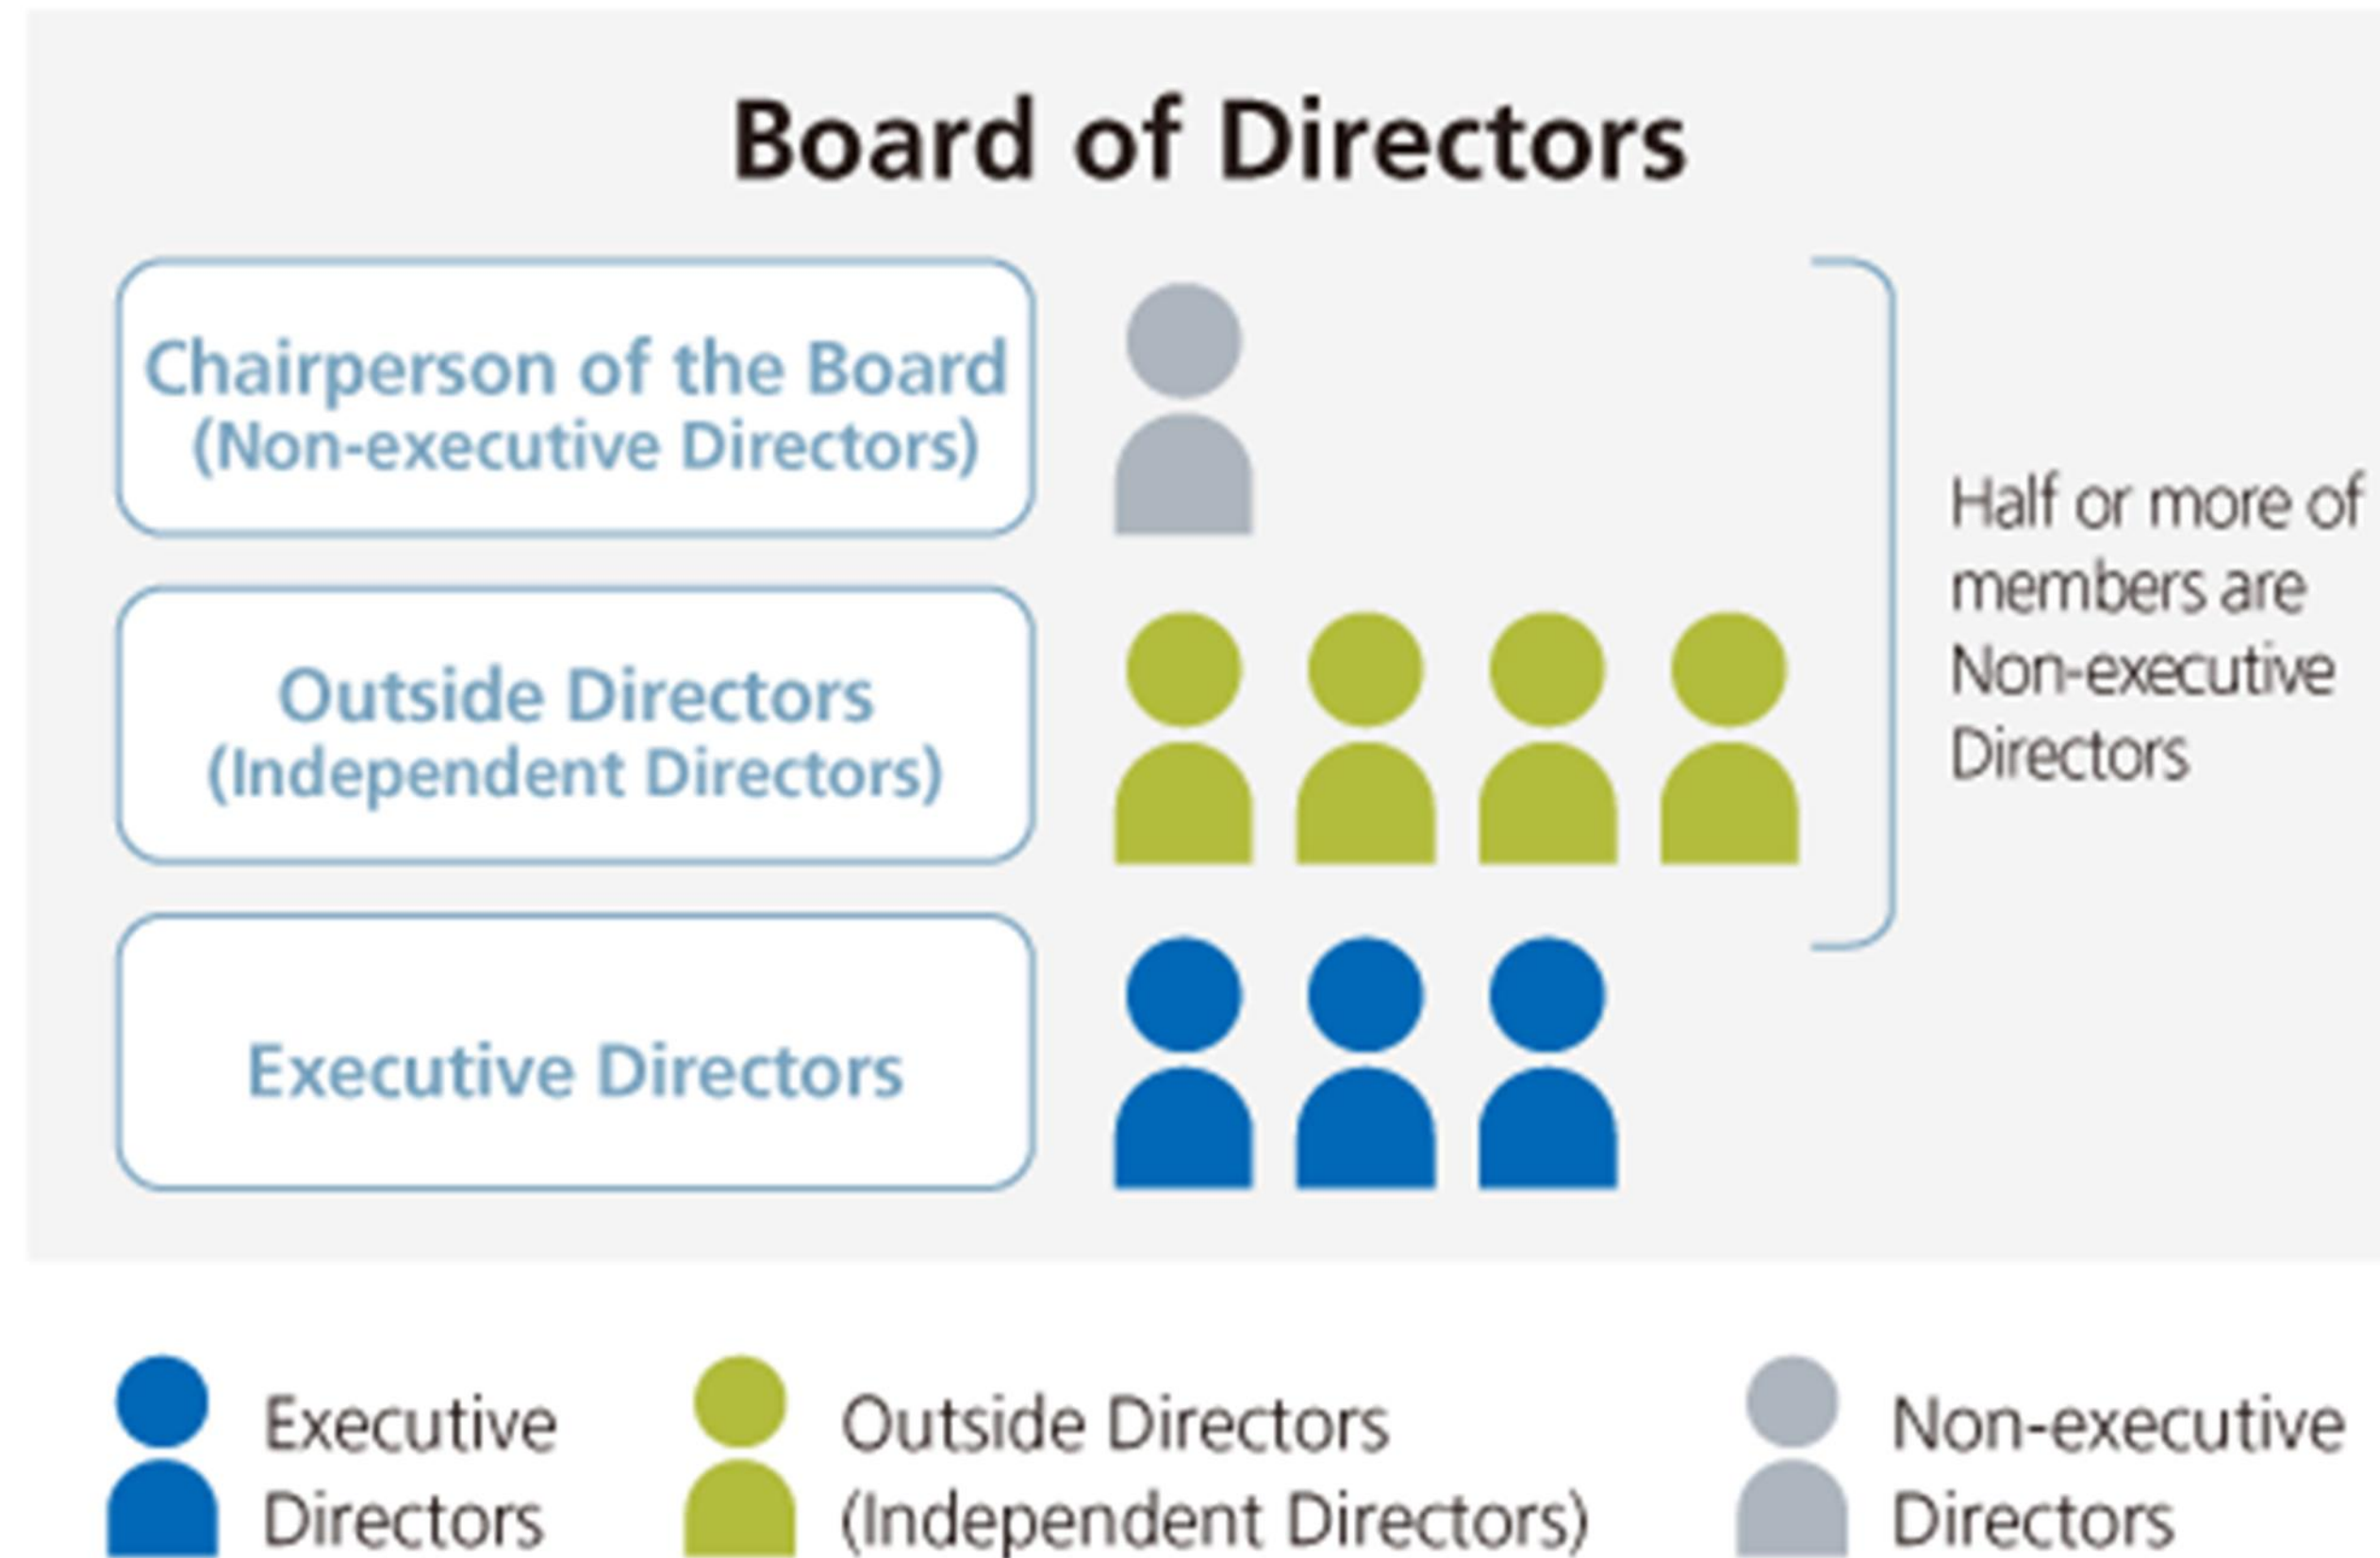 Board of Directors
Chairperson of the Board
(Non-executive Directors)
Half or more of
members are
Non-executive
Directors
Outside Directors
(Independent Directors)
Executive Directors
Executive
Directors
Outside Directors
(Independent Directors)
Non-executive
Directors